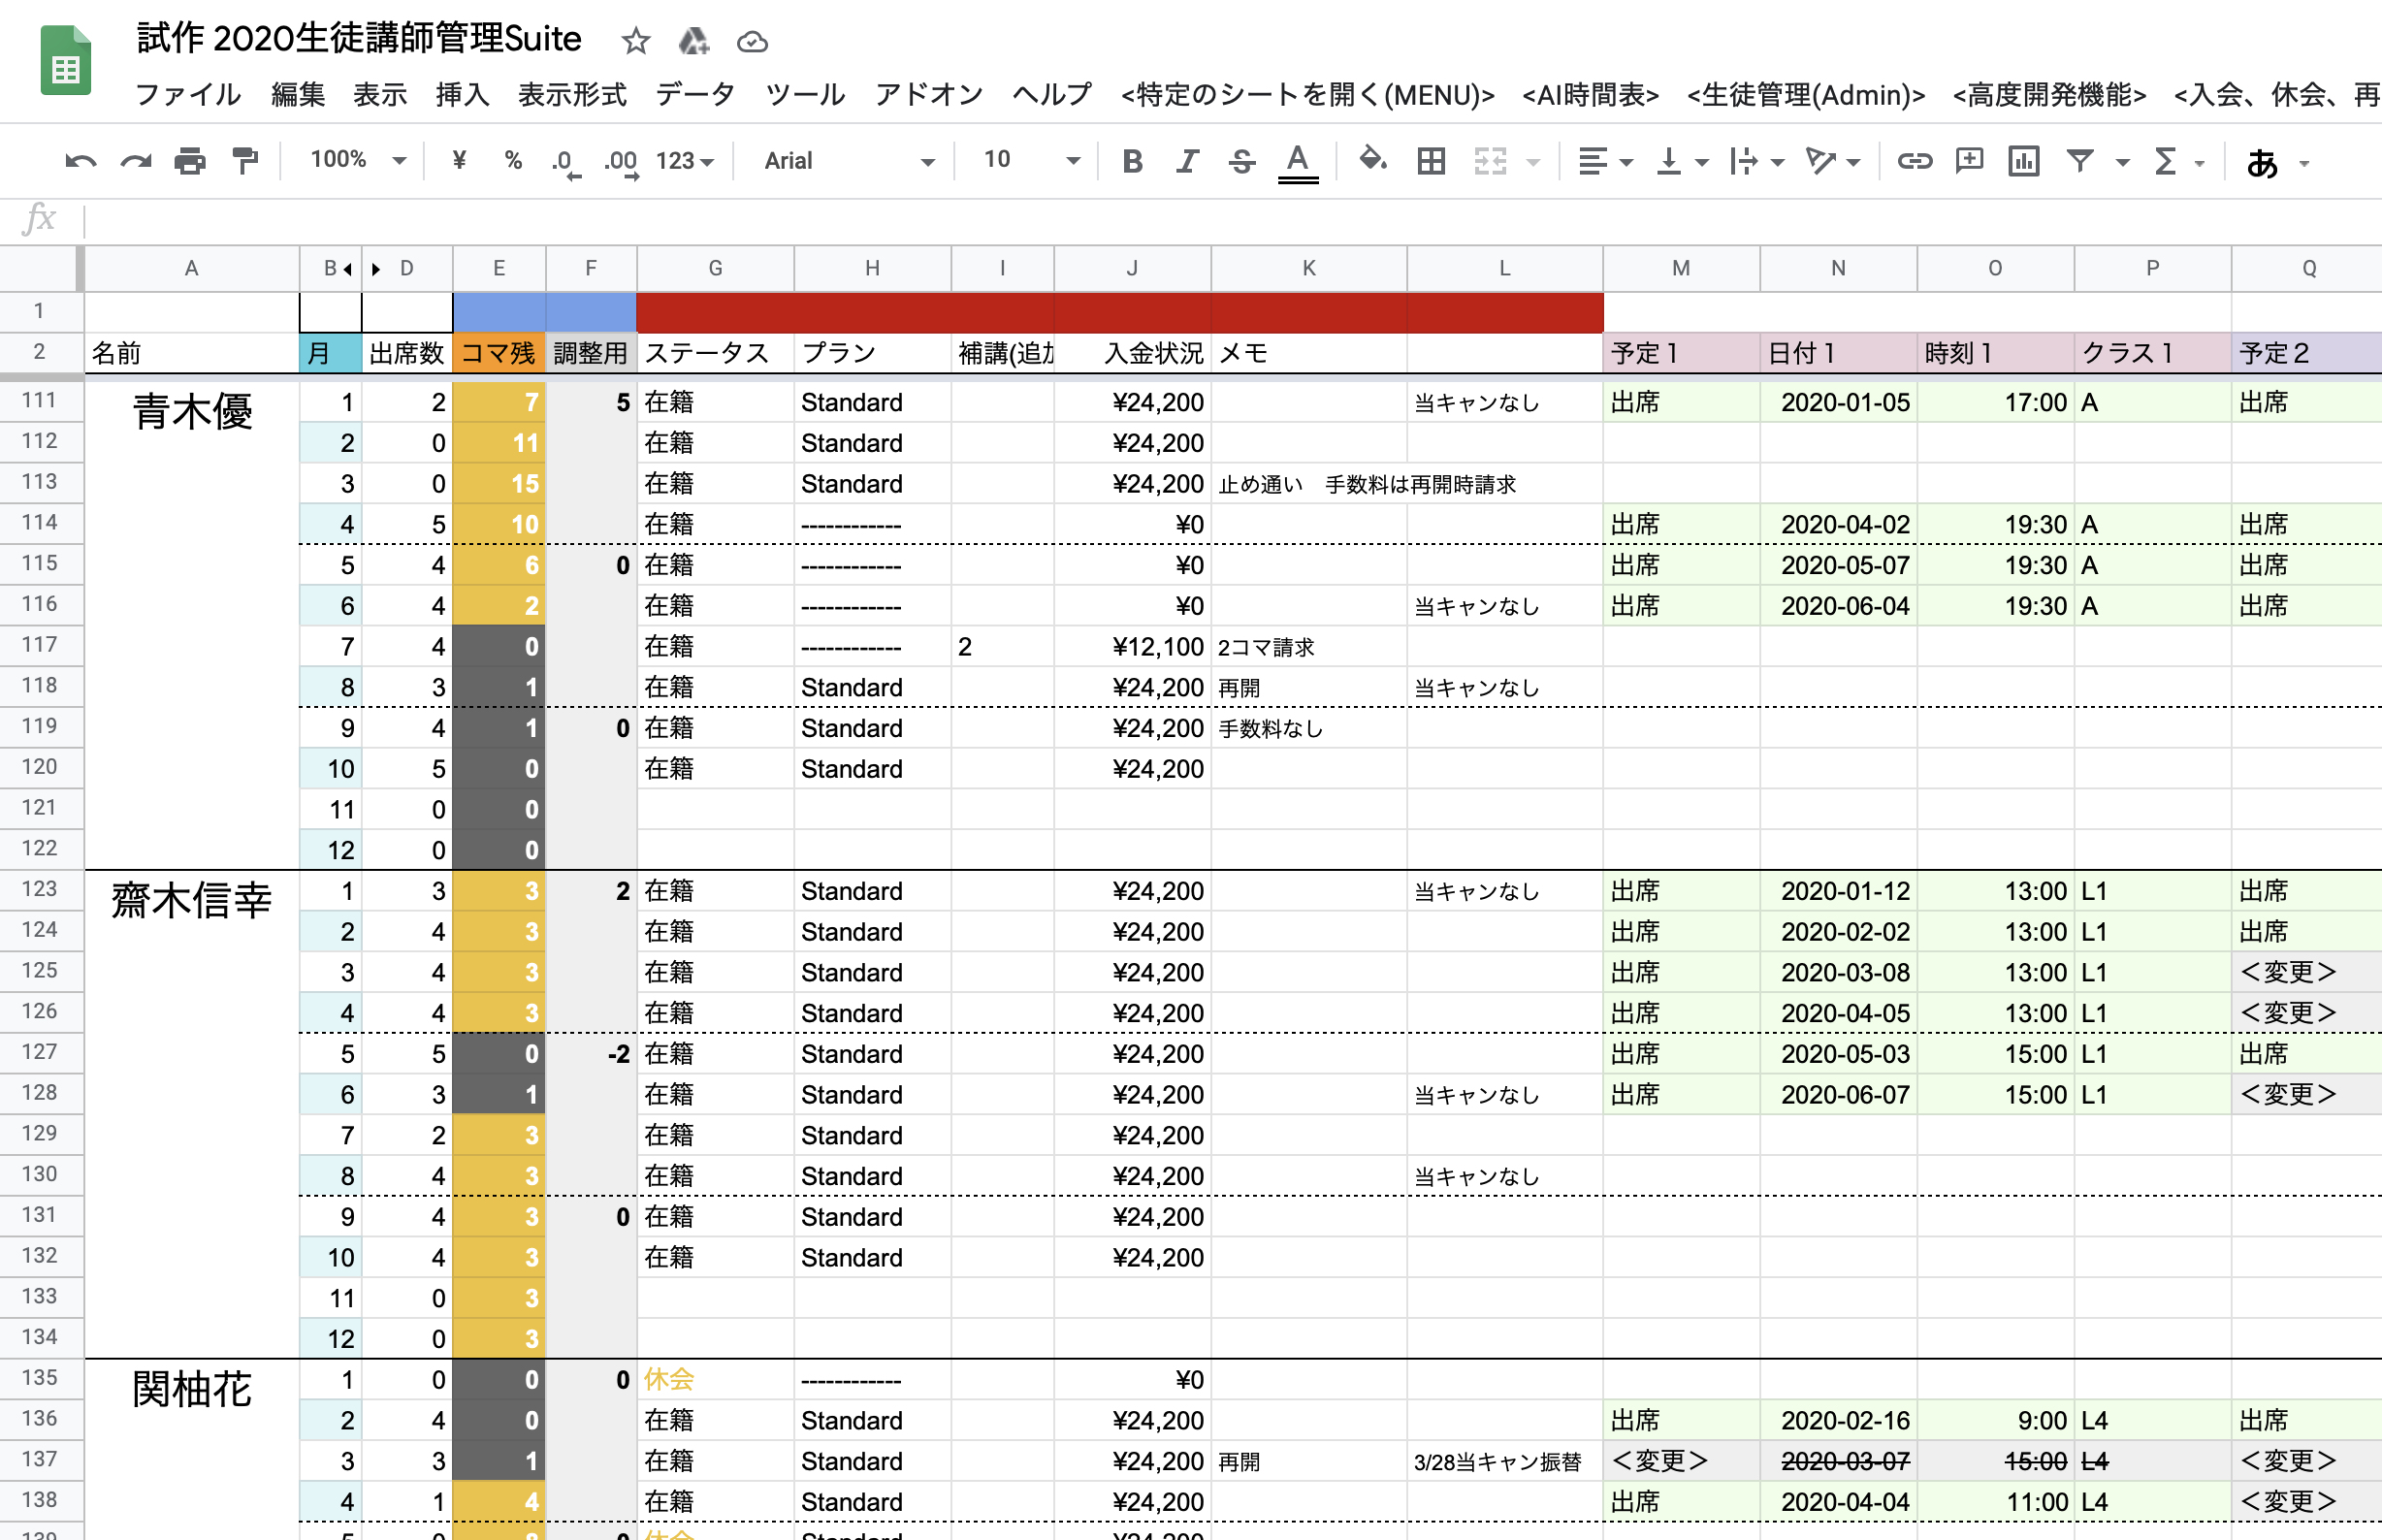 試作 2020生徒講師管理Suite
ファイル 編集 表示 挿入 表示形式 データ ツール アドオン ヘルプ <特定のシートを開く(MENU)> <AI時間表> <生徒管理(Admin)> <高度開発機能> <入会、休会、再
100% ¥ % .0 .00 123 Arial 10 B I S A Σ あ
fx
A B D E F G H I J K L M N O P Q
1
2 名前 月 出席数 コマ残 調整用 ステータス プラン 補講(追加 入金状況 メモ 予定1 日付1 時刻1 クラス1 予定2
111 青木優 1 2 7 5 在籍 Standard ¥24,200 当キャンなし 出席 2020-01-05 17:00 A 出席
112 2 0 11 在籍 Standard ¥24,200
113 3 0 15 在籍 Standard ¥24,200 止め通い 手数料は再開時請求
114 4 5 10 在籍 ------------ ¥0 出席 2020-04-02 19:30 A 出席
115 5 4 6 0 在籍 ------------ ¥0 出席 2020-05-07 19:30 A 出席
116 6 4 2 在籍 ------------ ¥0 当キャンなし 出席 2020-06-04 19:30 A 出席
117 7 4 0 在籍 ------------ 2 ¥12,100 2コマ請求
118 8 3 1 在籍 Standard ¥24,200 再開 当キャンなし
119 9 4 1 0 在籍 Standard ¥24,200 手数料なし
120 10 5 0 在籍 Standard ¥24,200
121 11 0 0
122 12 0 0
123 齋木信幸 1 3 3 2 在籍 Standard ¥24,200 当キャンなし 出席 2020-01-12 13:00 L1 出席
124 2 4 3 在籍 Standard ¥24,200 出席 2020-02-02 13:00 L1 出席
125 3 4 3 在籍 Standard ¥24,200 出席 2020-03-08 13:00 L1 ＜変更＞
126 4 4 3 在籍 Standard ¥24,200 出席 2020-04-05 13:00 L1 ＜変更＞
127 5 5 0 -2 在籍 Standard ¥24,200 出席 2020-05-03 15:00 L1 出席
128 6 3 1 在籍 Standard ¥24,200 当キャンなし 出席 2020-06-07 15:00 L1 ＜変更＞
129 7 2 3 在籍 Standard ¥24,200
130 8 4 3 在籍 Standard ¥24,200 当キャンなし
131 9 4 3 0 在籍 Standard ¥24,200
132 10 4 3 在籍 Standard ¥24,200
133 11 0 3
134 12 0 3
135 関柚花 1 0 0 0 休会 ------------ ¥0
136 2 4 0 在籍 Standard ¥24,200 出席 2020-02-16 9:00 L4 出席
137 3 3 1 在籍 Standard ¥24,200 再開 3/28当キャン振替 ＜変更＞ 2020-03-07 15:00 L4 ＜変更＞
138 4 1 4 在籍 Standard ¥24,200 出席 2020-04-04 11:00 L4 ＜変更＞
139 5 0 0 休会 Standard ¥24,200